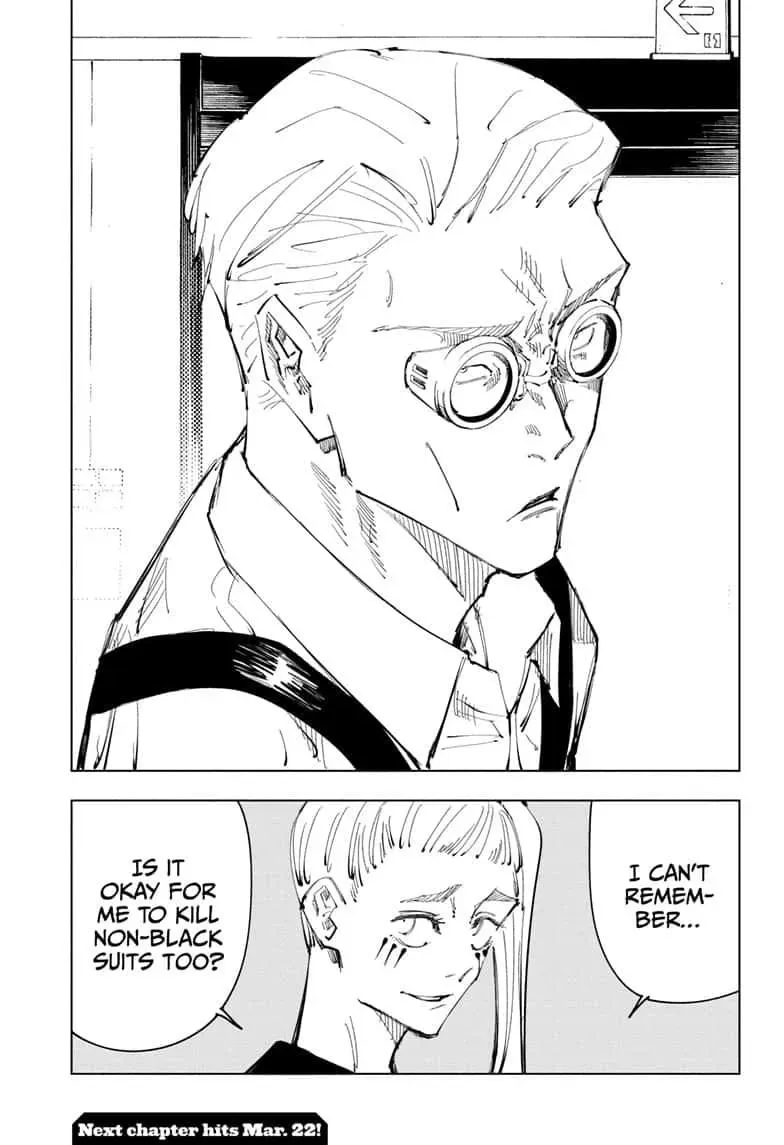 I CAN'T
REMEM-
BER...
IS IT
OKAY FOR
ME TO KILL
NON-BLACK
SUITS TOO?
Next chapter hits Mar. 22!